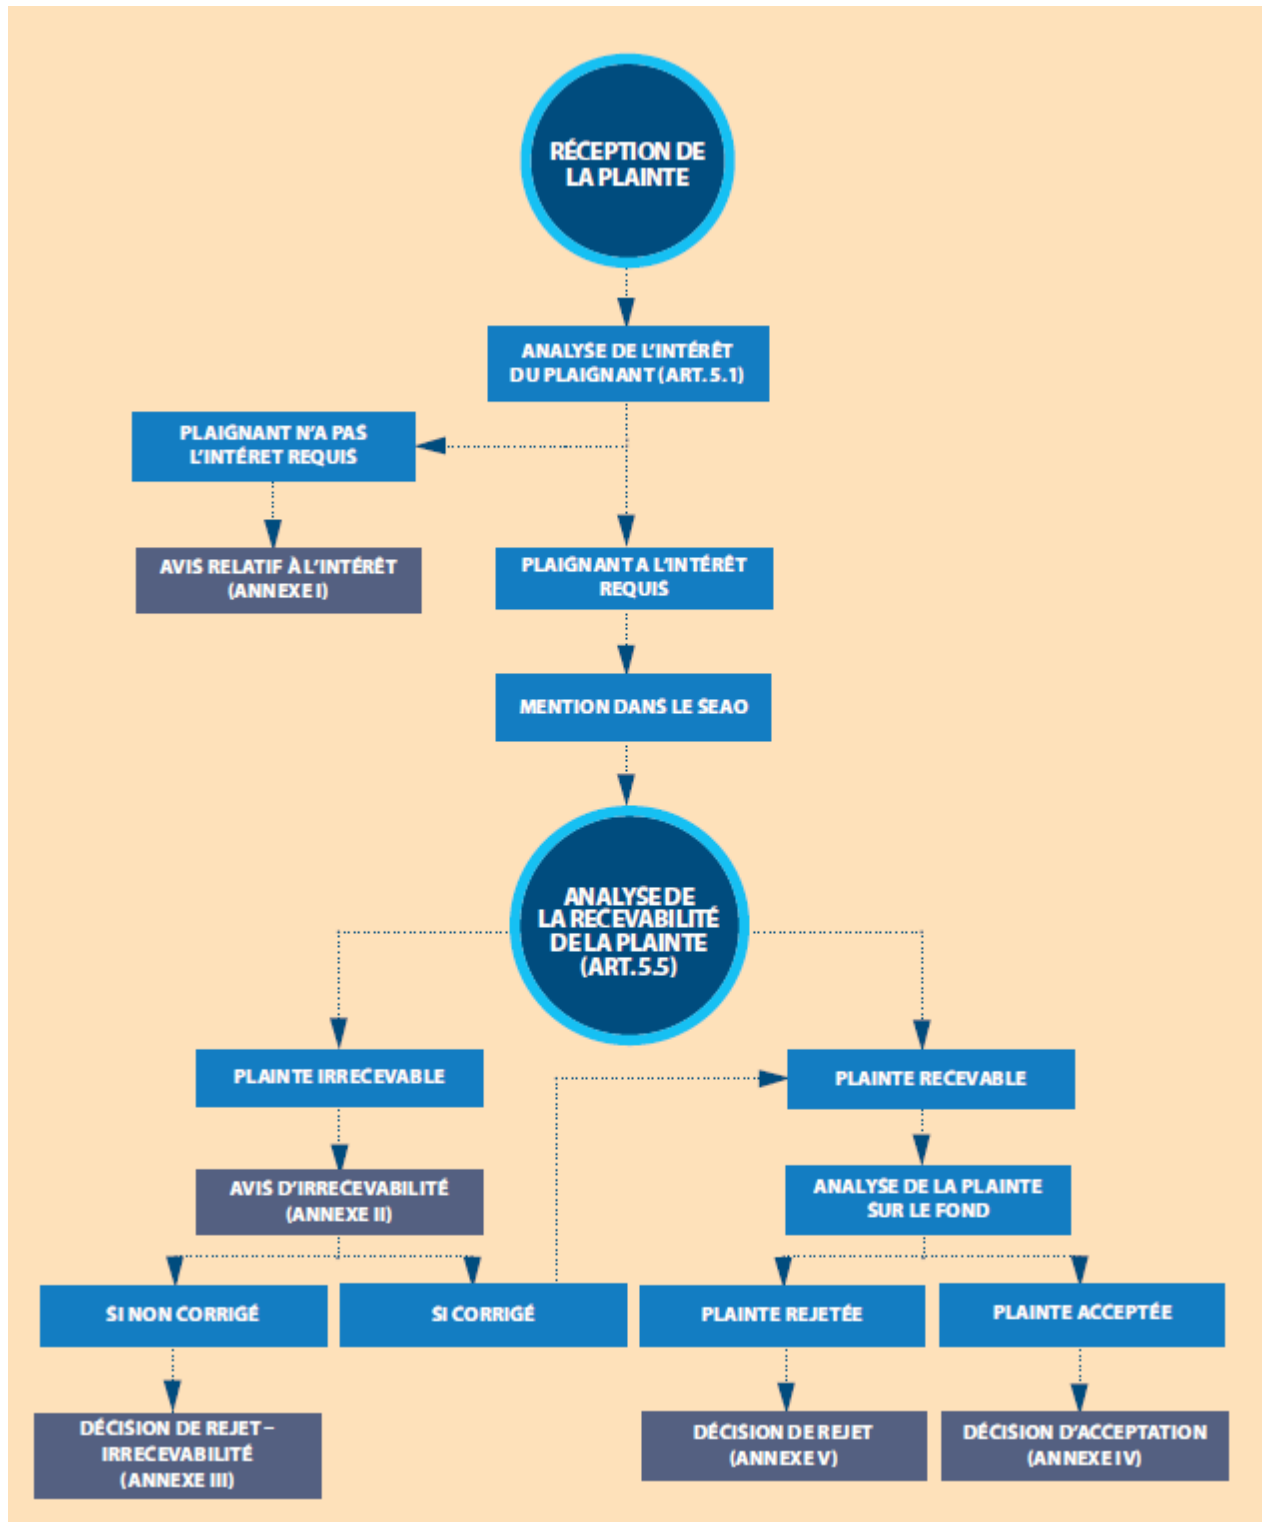 RÉCEPTION DE
LA PLAINTE
ANALYSE DE L'INTÉRÊT
DU PLAIGNANT (ART. 5.1)
PLAIGNANT N'A PAS
L'INTÉRET REQUIS
AVIS RELATIF À L'INTÉRÊT
(ANNEXE I)
PLAIGNANT A L'INTÉRÊT
REQUIS
MENTION DANS LE SEAO
ANALYSE DE
LA RECEVABILITÉ
DE LA PLAINTE
(ART. 5.5)
PLAINTE IRRECEVABLE
PLAINTE RECEVABLE
AVIS D'IRRECEVABILITÉ
(ANNEXE II)
ANALYSE DE LA PLAINTE
SUR LE FOND
SI NON CORRIGÉ
SI CORRIGÉ
PLAINTE REJETÉE
PLAINTE ACCEPTÉE
DÉCISION DE REJET –
IRRECEVABILITÉ
(ANNEXE III)
DÉCISION DE REJET
(ANNEXE V)
DÉCISION D'ACCEPTATION
(ANNEXE IV)